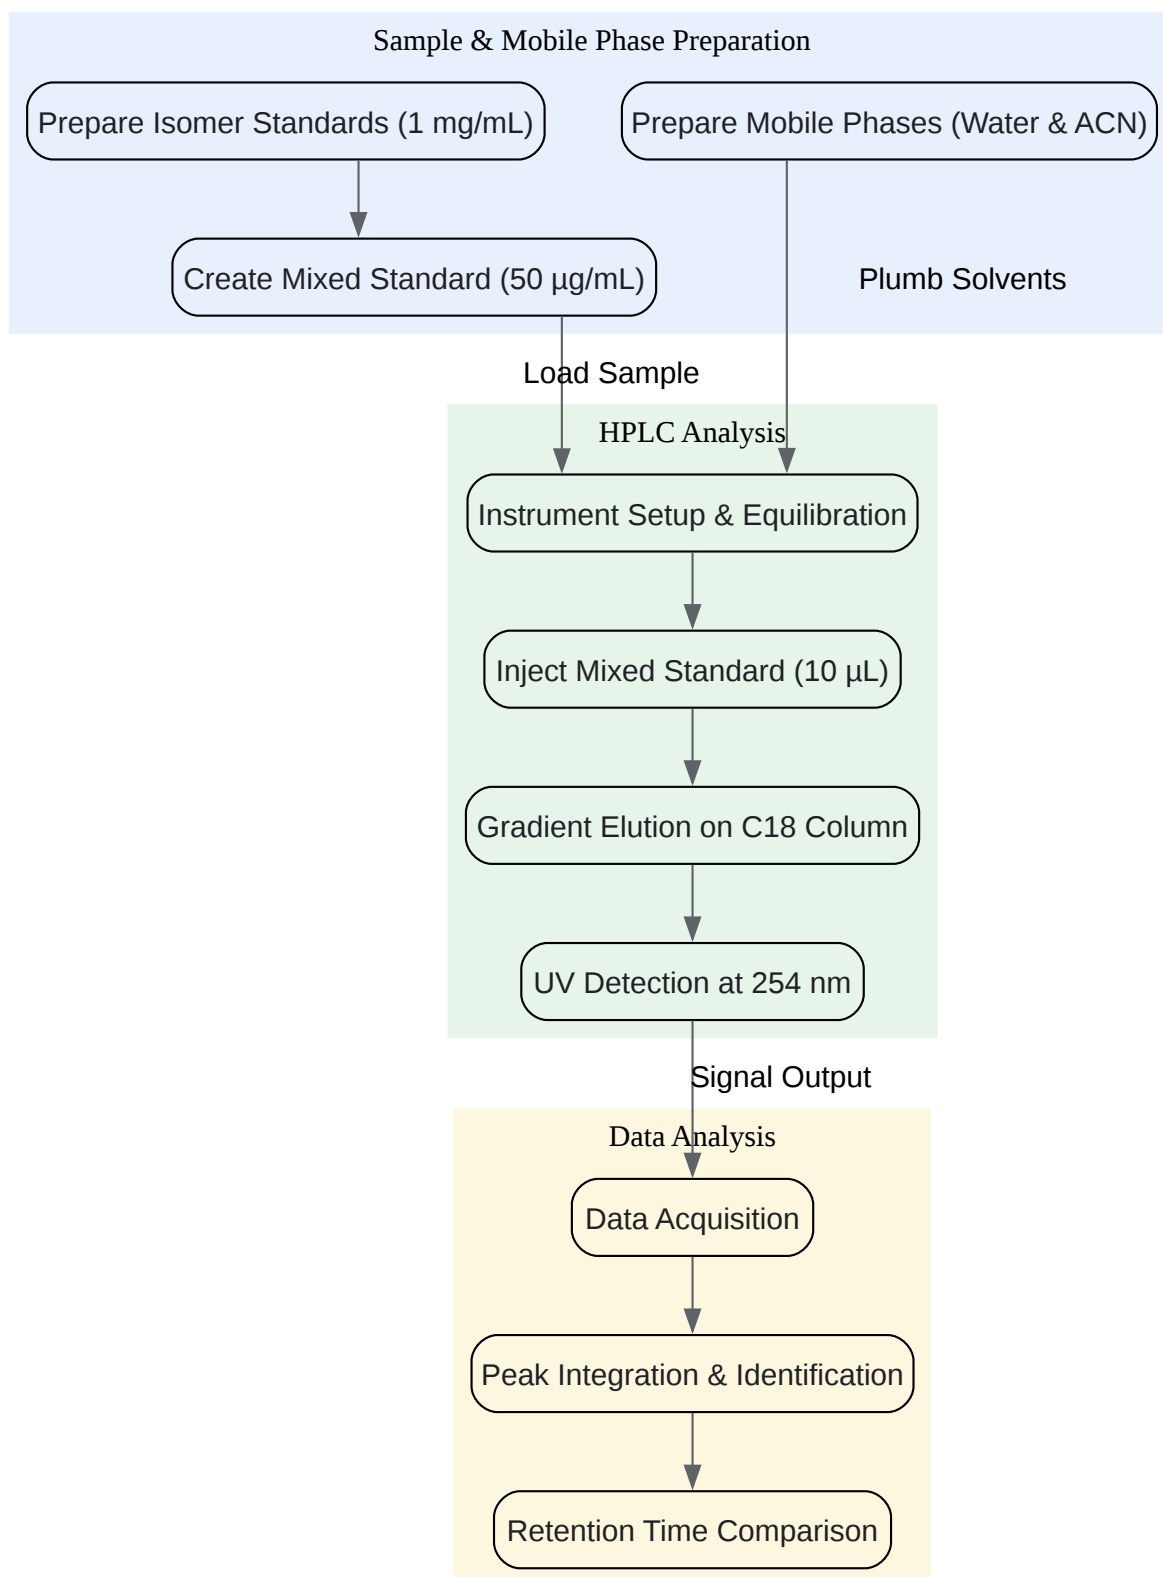 Sample & Mobile Phase Preparation
Prepare Isomer Standards (1 mg/mL)
Prepare Mobile Phases (Water & ACN)
Create Mixed Standard (50 µg/mL)
Plumb Solvents
Load Sample
HPLC Analysis
Instrument Setup & Equilibration
Inject Mixed Standard (10 µL)
Gradient Elution on C18 Column
UV Detection at 254 nm
Signal Output
Data Analysis
Data Acquisition
Peak Integration & Identification
Retention Time Comparison